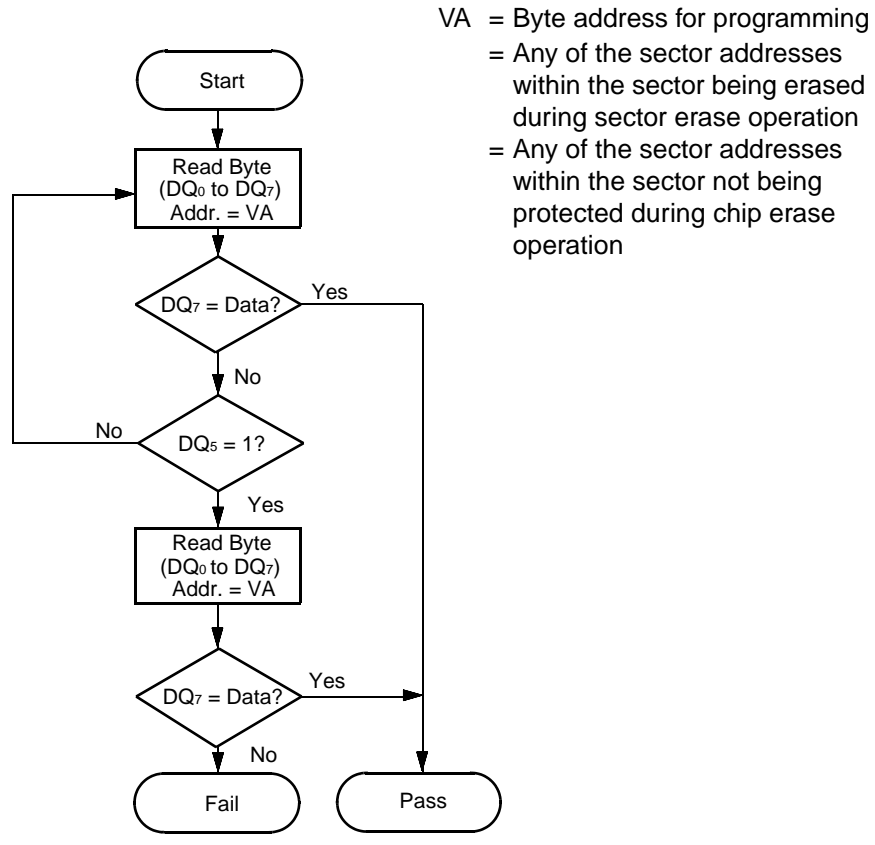 VA = Byte address for programming
= Any of the sector addresses
within the sector being erased
during sector erase operation
= Any of the sector addresses
within the sector not being
protected during chip erase
operation
Start
Read Byte
(DQ0 to DQ7)
Addr. = VA
DQ7 = Data?
Yes
No
DQ5 = 1?
No
Yes
Read Byte
(DQ0 to DQ7)
Addr. = VA
DQ7 = Data?
Yes
No
Fail
Pass